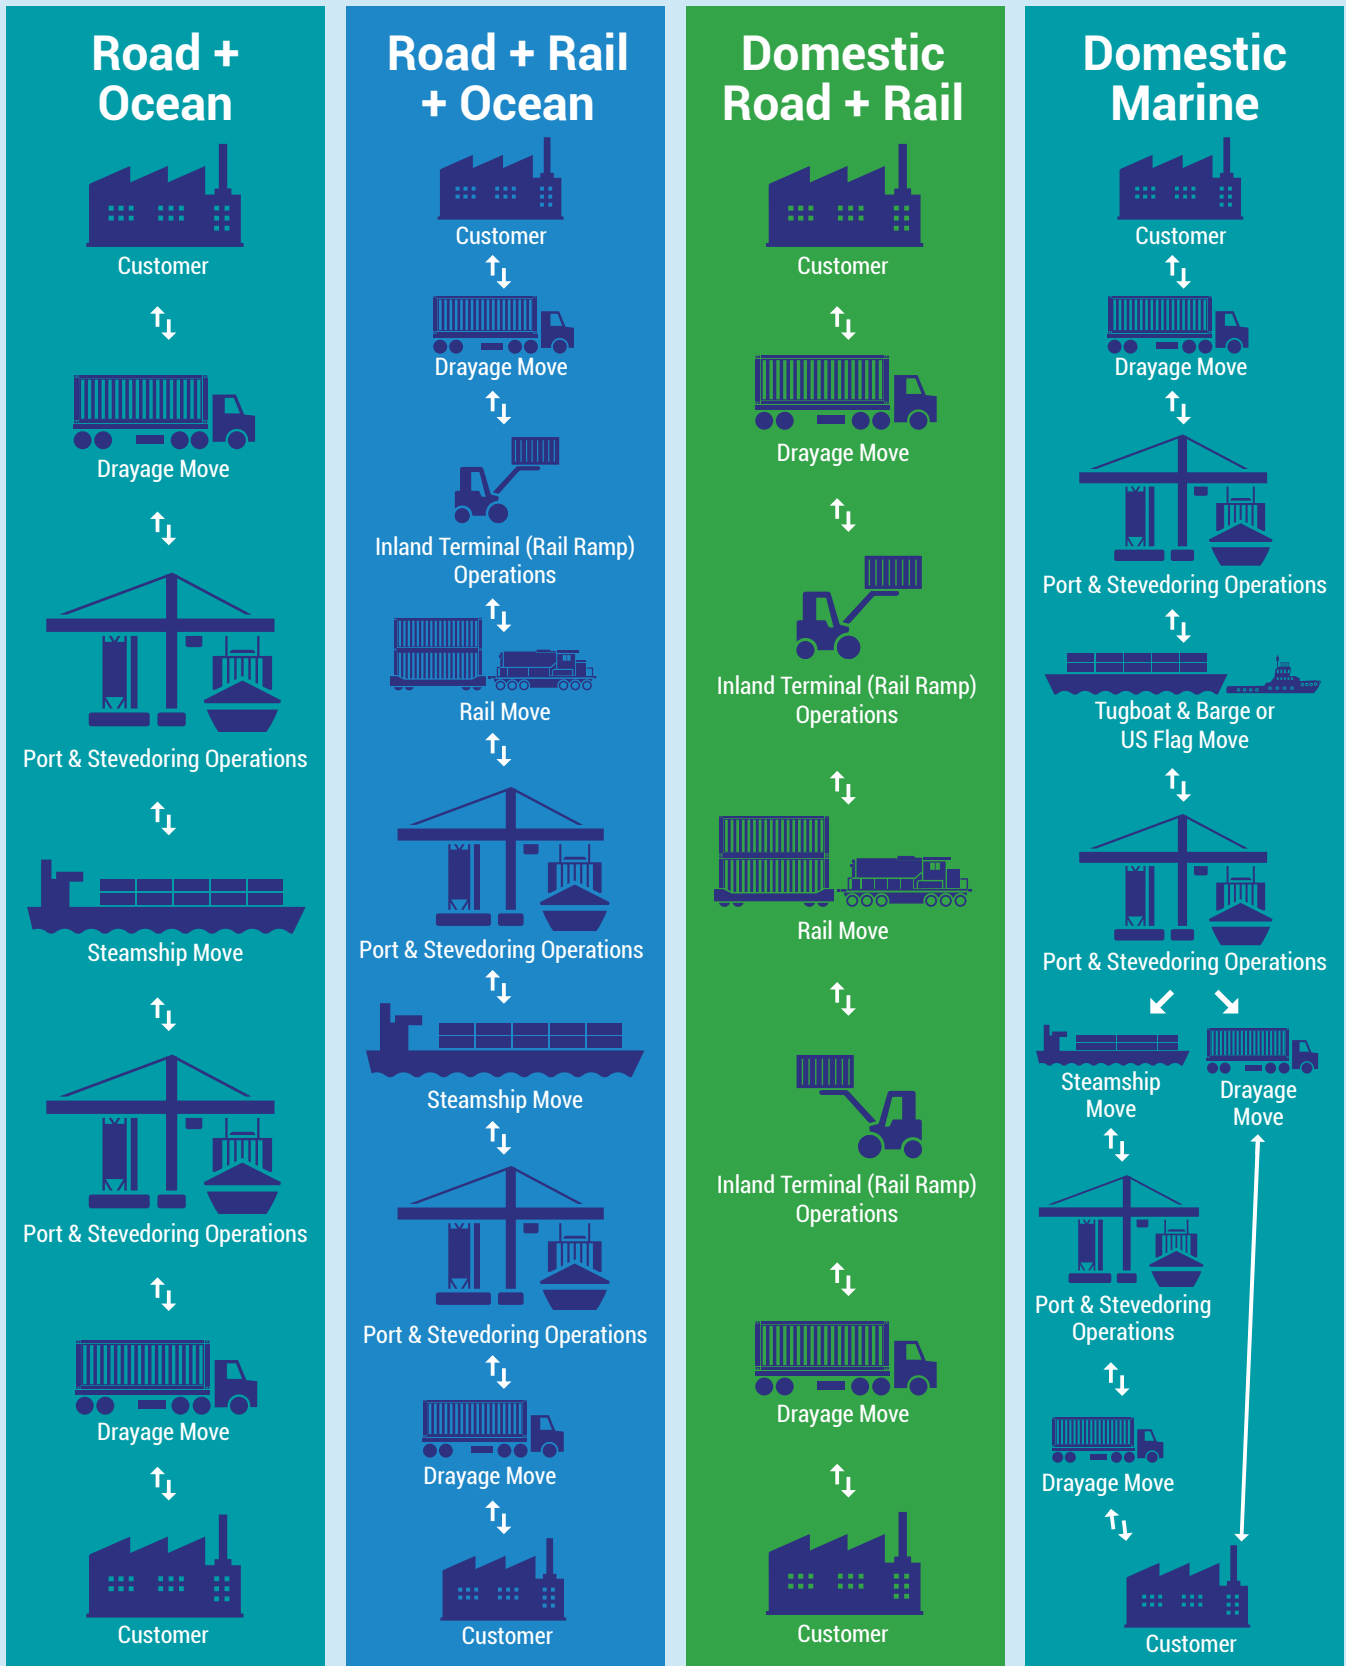 Road +
Ocean
Customer
Drayage Move
Port & Stevedoring Operations
Steamship Move
Port & Stevedoring Operations
Drayage Move
Customer
Road + Rail
+ Ocean
Customer
Drayage Move
Inland Terminal (Rail Ramp)
Operations
Rail Move
Port & Stevedoring Operations
Steamship Move
Port & Stevedoring Operations
Drayage Move
Customer
Domestic
Road + Rail
Customer
Drayage Move
Inland Terminal (Rail Ramp)
Operations
Rail Move
Inland Terminal (Rail Ramp)
Operations
Drayage Move
Customer
Domestic
Marine
Customer
Drayage Move
Port & Stevedoring Operations
Tugboat & Barge or
US Flag Move
Port & Stevedoring Operations
Steamship
Move
Drayage
Move
Port & Stevedoring
Operations
Drayage Move
Customer